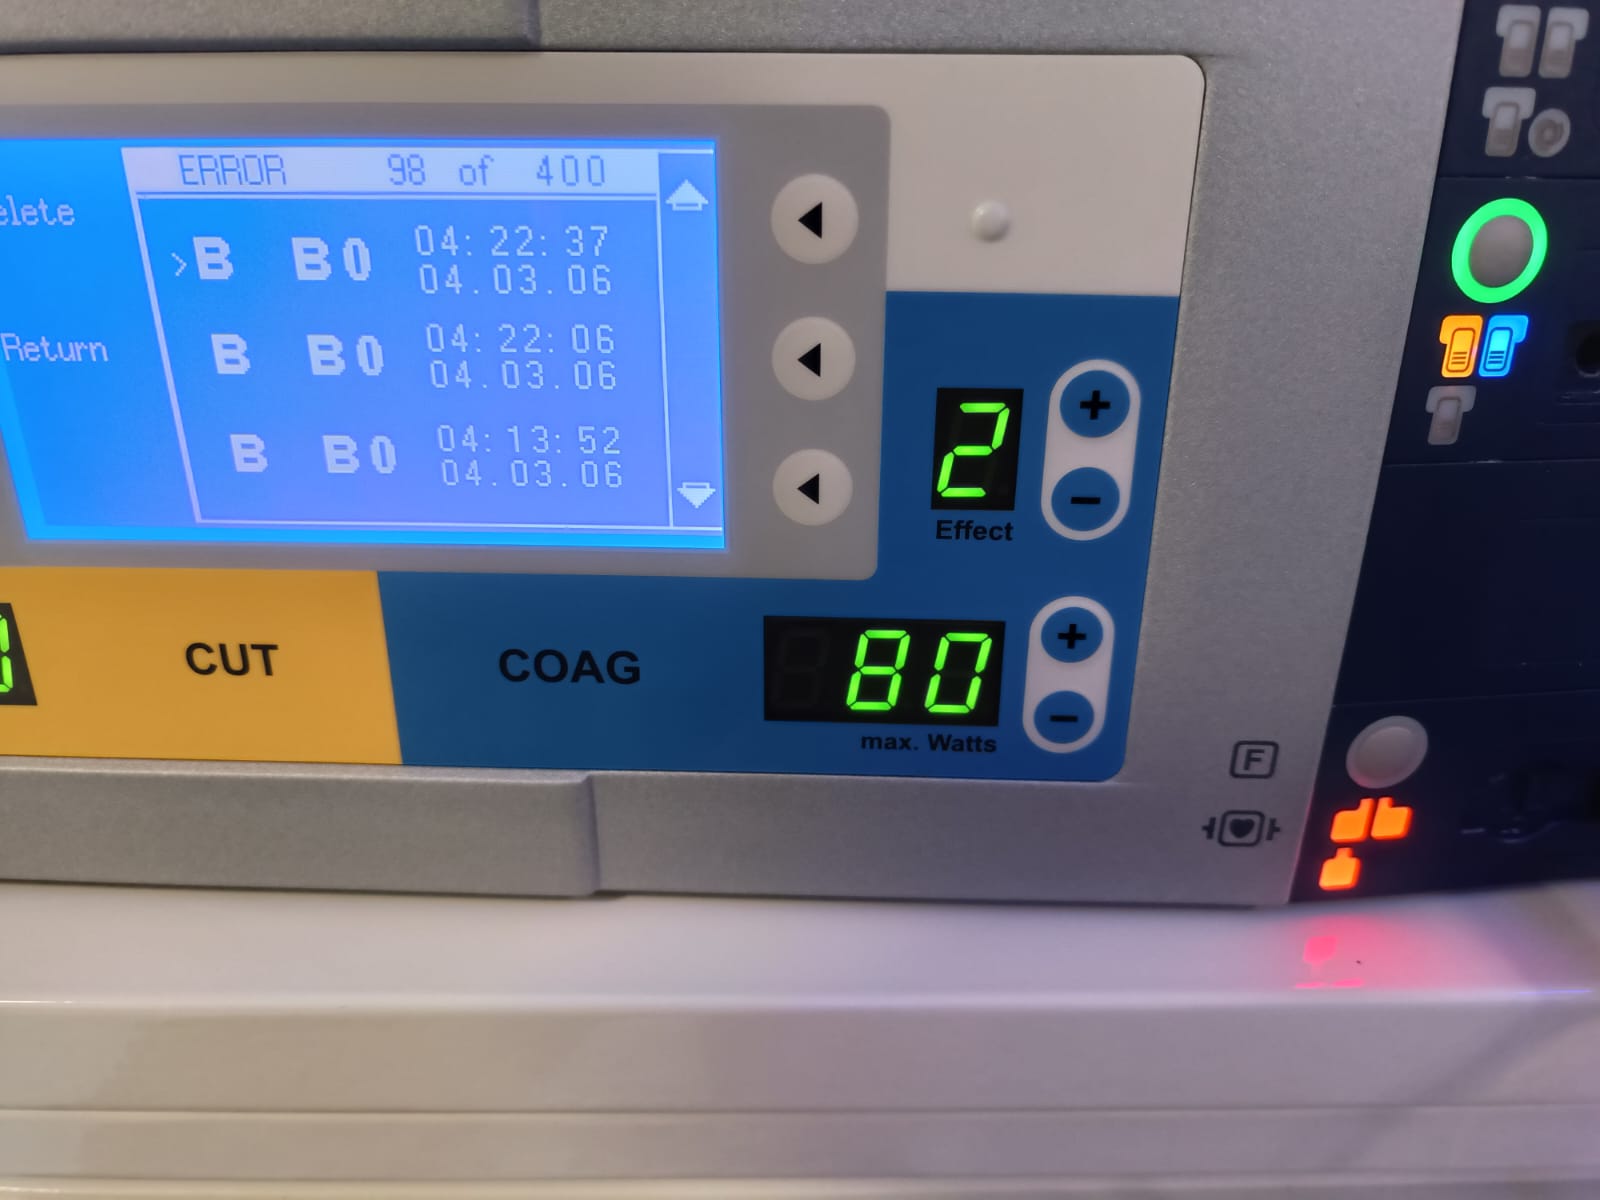 ERROR 98 of 400
elete
>B B0 04:22:37
04.03.06
Return
B B0 04:22:06
04.03.06
B B0 04:13:52
04.03.06
2
+
-
Effect
CUT
COAG
80
max. Watts
+
-
F